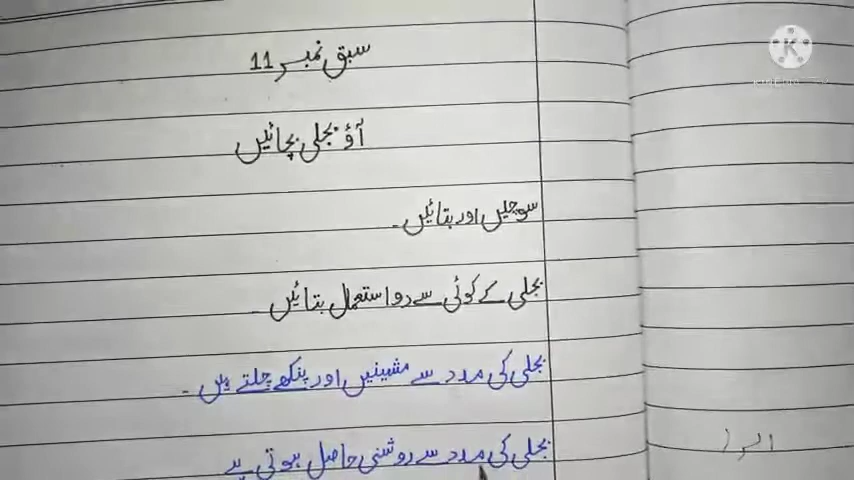 سبق نمبر 11
آؤ بجلی بچائیں
سوچیں اور بتائیں۔
بجلی کے کوئی سے دو استعمال بتائیں۔
بجلی کی مدد سے مشینیں اور پنکھے چلتے ہیں۔
بجلی کی مدد سے روشنی حاصل ہوتی ہے